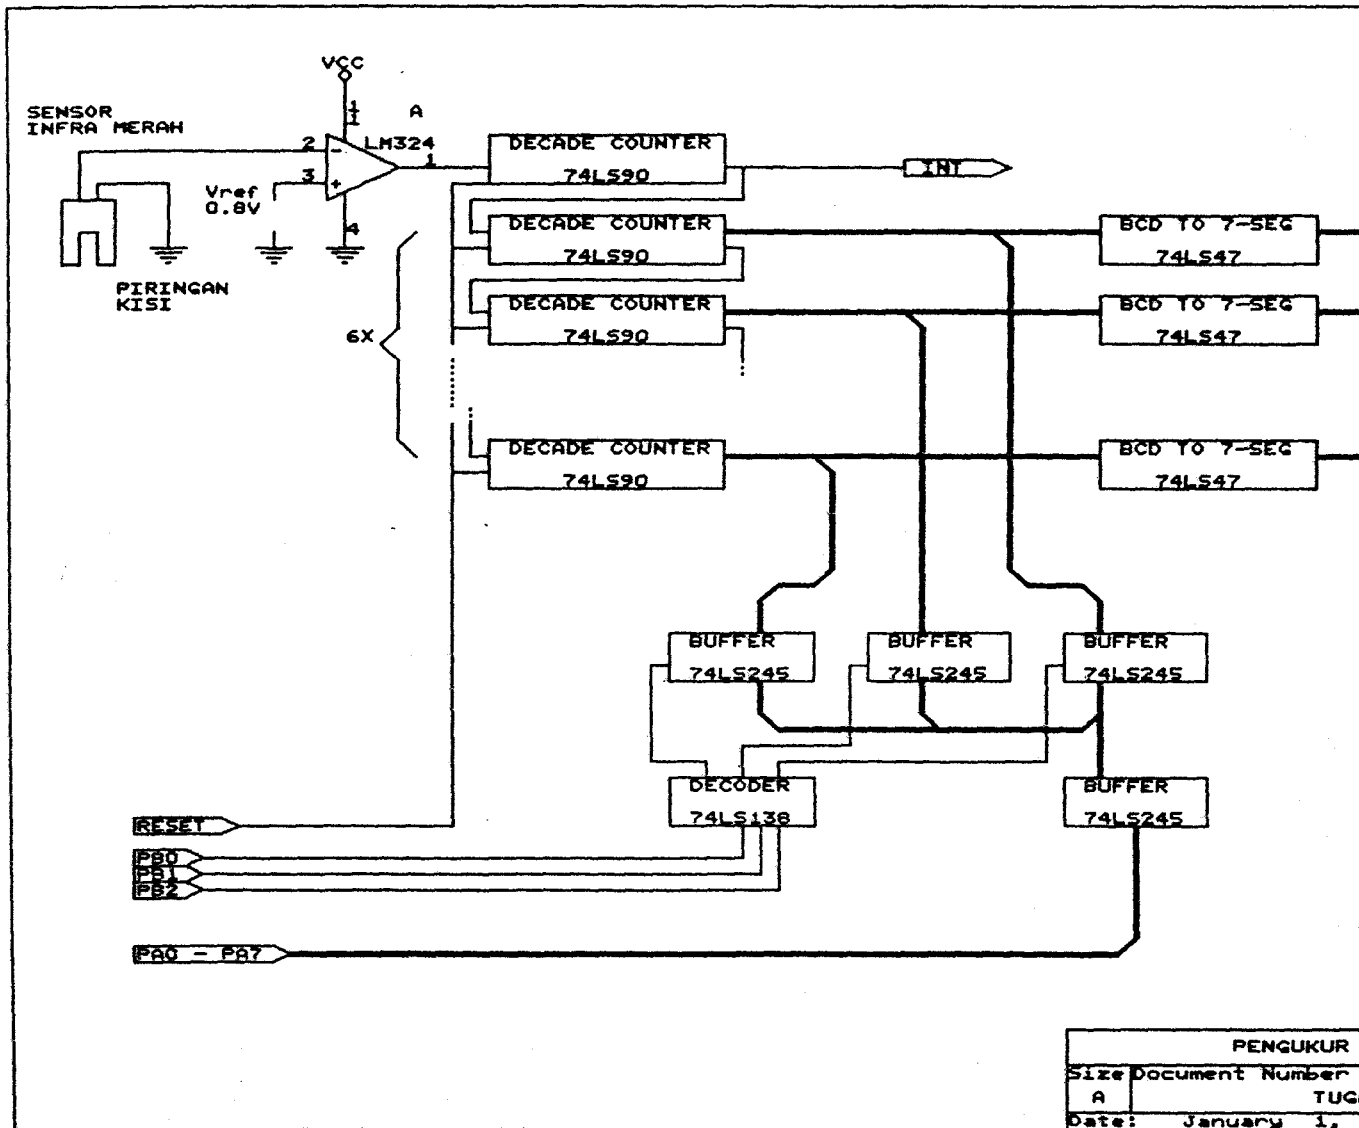 VCC
SENSOR
INFRA MERAH
A
2
-
LM324
1
1
1
3
+
Vref
0.8V
4
DECADE COUNTER
74LS90
INT
DECADE COUNTER
74LS90
BCD TO 7-SEG
74LS47
PIRINGAN
KISI
DECADE COUNTER
74LS90
BCD TO 7-SEG
74LS47
6X
DECADE COUNTER
74LS90
BCD TO 7-SEG
74LS47
BUFFER
74LS245
BUFFER
74LS245
BUFFER
74LS245
DECODER
74LS138
BUFFER
74LS245
RESET
PB0
PB1
PB2
PA0 - PA7
PENGUKUR
Size Document Number
A
Date: January 1,